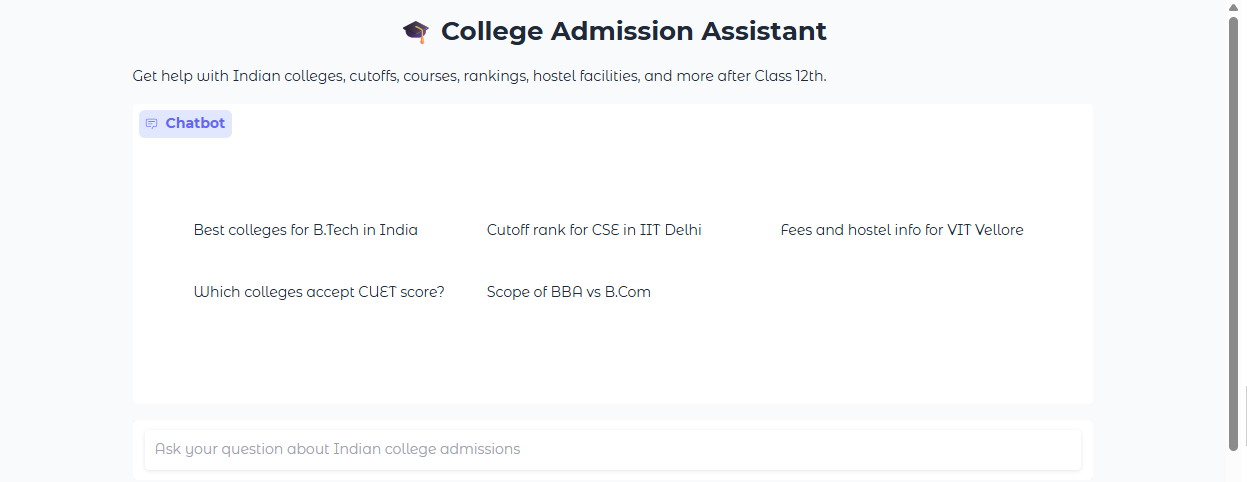 🎓 College Admission Assistant
Get help with Indian colleges, cutoffs, courses, rankings, hostel facilities, and more after Class 12th.
Chatbot
Best colleges for B.Tech in India
Cutoff rank for CSE in IIT Delhi
Fees and hostel info for VIT Vellore
Which colleges accept CUET score?
Scope of BBA vs B.Com
Ask your question about Indian college admissions